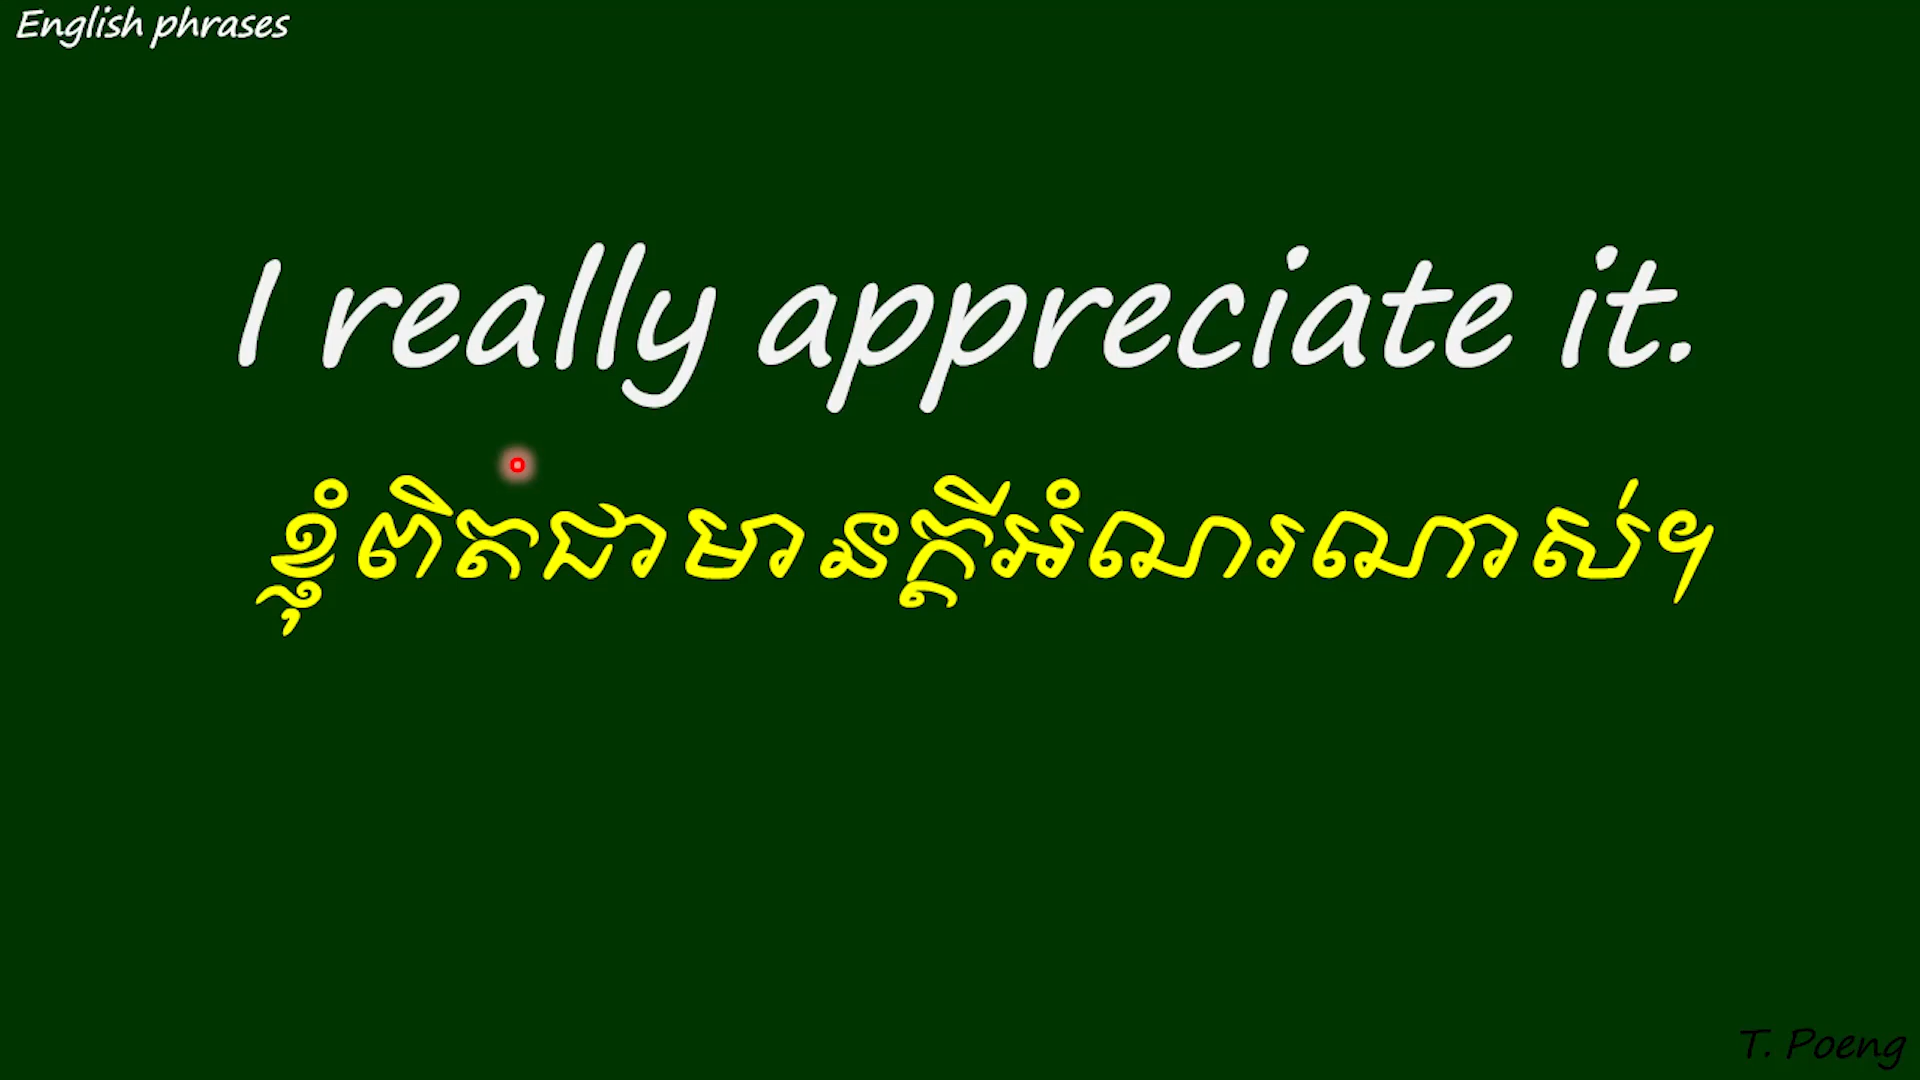 English phrases
I really appreciate it.
ខ្ញុំពិតជាមានក្តីអំណរណាស់។
T. Poeng